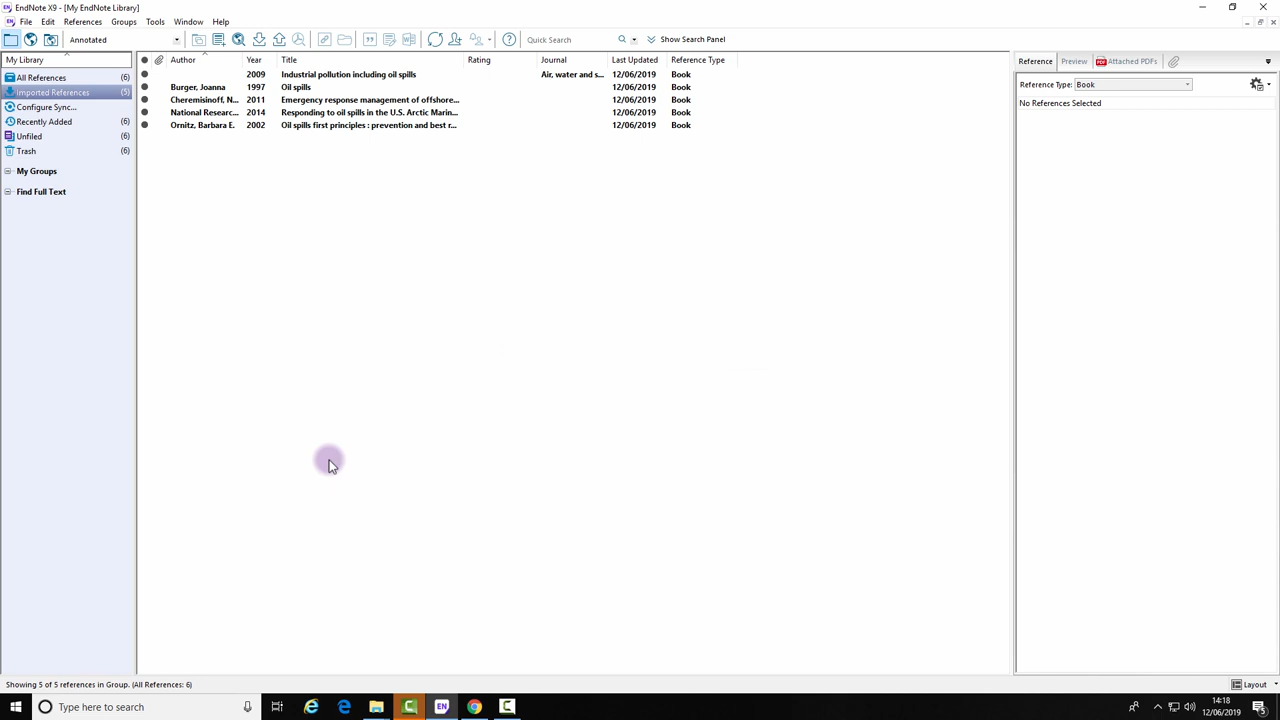 EndNote X9 - [My EndNote Library]
File Edit References Groups Tools Window Help
Annotated
Quick Search
Show Search Panel
My Library
Author Year Title Rating Journal Last Updated Reference Type
All References (6)
Imported References (5)
Configure Sync...
Recently Added (6)
Unfiled (6)
Trash (6)
My Groups
Find Full Text
2009 Industrial pollution including oil spills Air, water and s... 12/06/2019 Book
Burger, Joanna 1997 Oil spills 12/06/2019 Book
Cheremisinoff, N... 2011 Emergency response management of offshore... 12/06/2019 Book
National Researc... 2014 Responding to oil spills in the U.S. Arctic Marin... 12/06/2019 Book
Ornitz, Barbara E. 2002 Oil spills first principles : prevention and best r... 12/06/2019 Book
Reference Preview PDF Attached PDFs
Reference Type: Book
No References Selected
Showing 5 of 5 references in Group. (All References: 6)
Layout
Type here to search
EN
14:18
12/06/2019
5